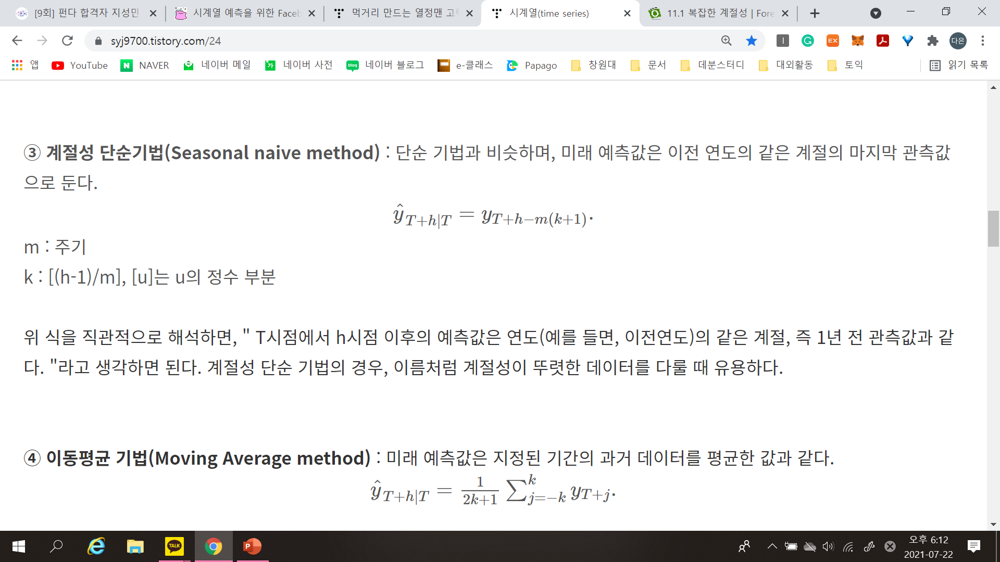 [9회] 펀다 합격자 지성민
시계열 예측을 위한 Faceb
먹거리 만드는 열정맨 고
시계열(time series)
11.1 복잡한 계절성 | Fore
syj9700.tistory.com/24
EX
다은
앱 YouTube NAVER 네이버 메일 네이버 사전 네이버 블로그 e-클래스 Papago 창원대 문서 데분스터디 대외활동 토익 읽기 목록
③ 계절성 단순기법(Seasonal naive method) : 단순 기법과 비슷하며, 미래 예측값은 이전 연도의 같은 계절의 마지막 관측값
으로 둔다.
ŷ_{T+h|T} = y_{T+h−m(k+1)}.
m : 주기
k : [(h-1)/m], [u]는 u의 정수 부분
위 식을 직관적으로 해석하면, " T시점에서 h시점 이후의 예측값은 연도(예를 들면, 이전연도)의 같은 계절, 즉 1년 전 관측값과 같
다. "라고 생각하면 된다. 계절성 단순 기법의 경우, 이름처럼 계절성이 뚜렷한 데이터를 다룰 때 유용하다.
④ 이동평균 기법(Moving Average method) : 미래 예측값은 지정된 기간의 과거 데이터를 평균한 값과 같다.
ŷ_{T+h|T} = \frac{1}{2k+1} ∑_{j=−k}^{k} y_{T+j}.
TALK
오후 6:12
2021-07-22